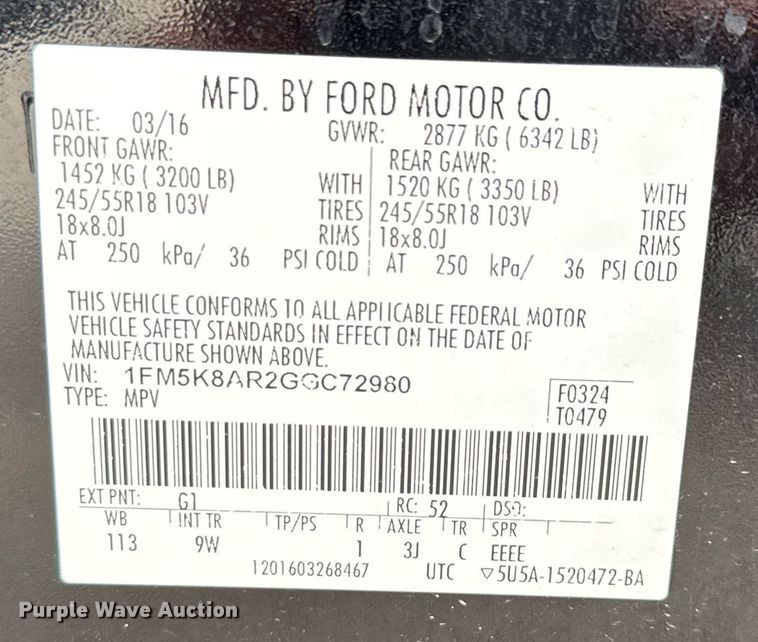 MFD. BY FORD MOTOR CO.
DATE: 03/16 GVWR: 2877 KG ( 6342 LB)
FRONT GAWR: REAR GAWR:
1452 KG ( 3200 LB) WITH 1520 KG ( 3350 LB) WITH
245/55R18 103V TIRES 245/55R18 103V TIRES
18x8.0J RIMS 18x8.0J RIMS
AT 250 kPa/ 36 PSI COLD AT 250 kPa/ 36 PSI COLD
THIS VEHICLE CONFORMS TO ALL APPLICABLE FEDERAL MOTOR
VEHICLE SAFETY STANDARDS IN EFFECT ON THE DATE OF
MANUFACTURE SHOWN ABOVE.
VIN: 1FM5K8AR2GGC72980 F0324
TYPE: MPV T0479
EXT PNT: G1 RC: 52 DSO:
WB INT TR TP/PS R AXLE TR SPR
113 9W 1 3J C EEEE
1201603268467 UTC ▽5U5A-1520472-BA
Purple Wave Auction